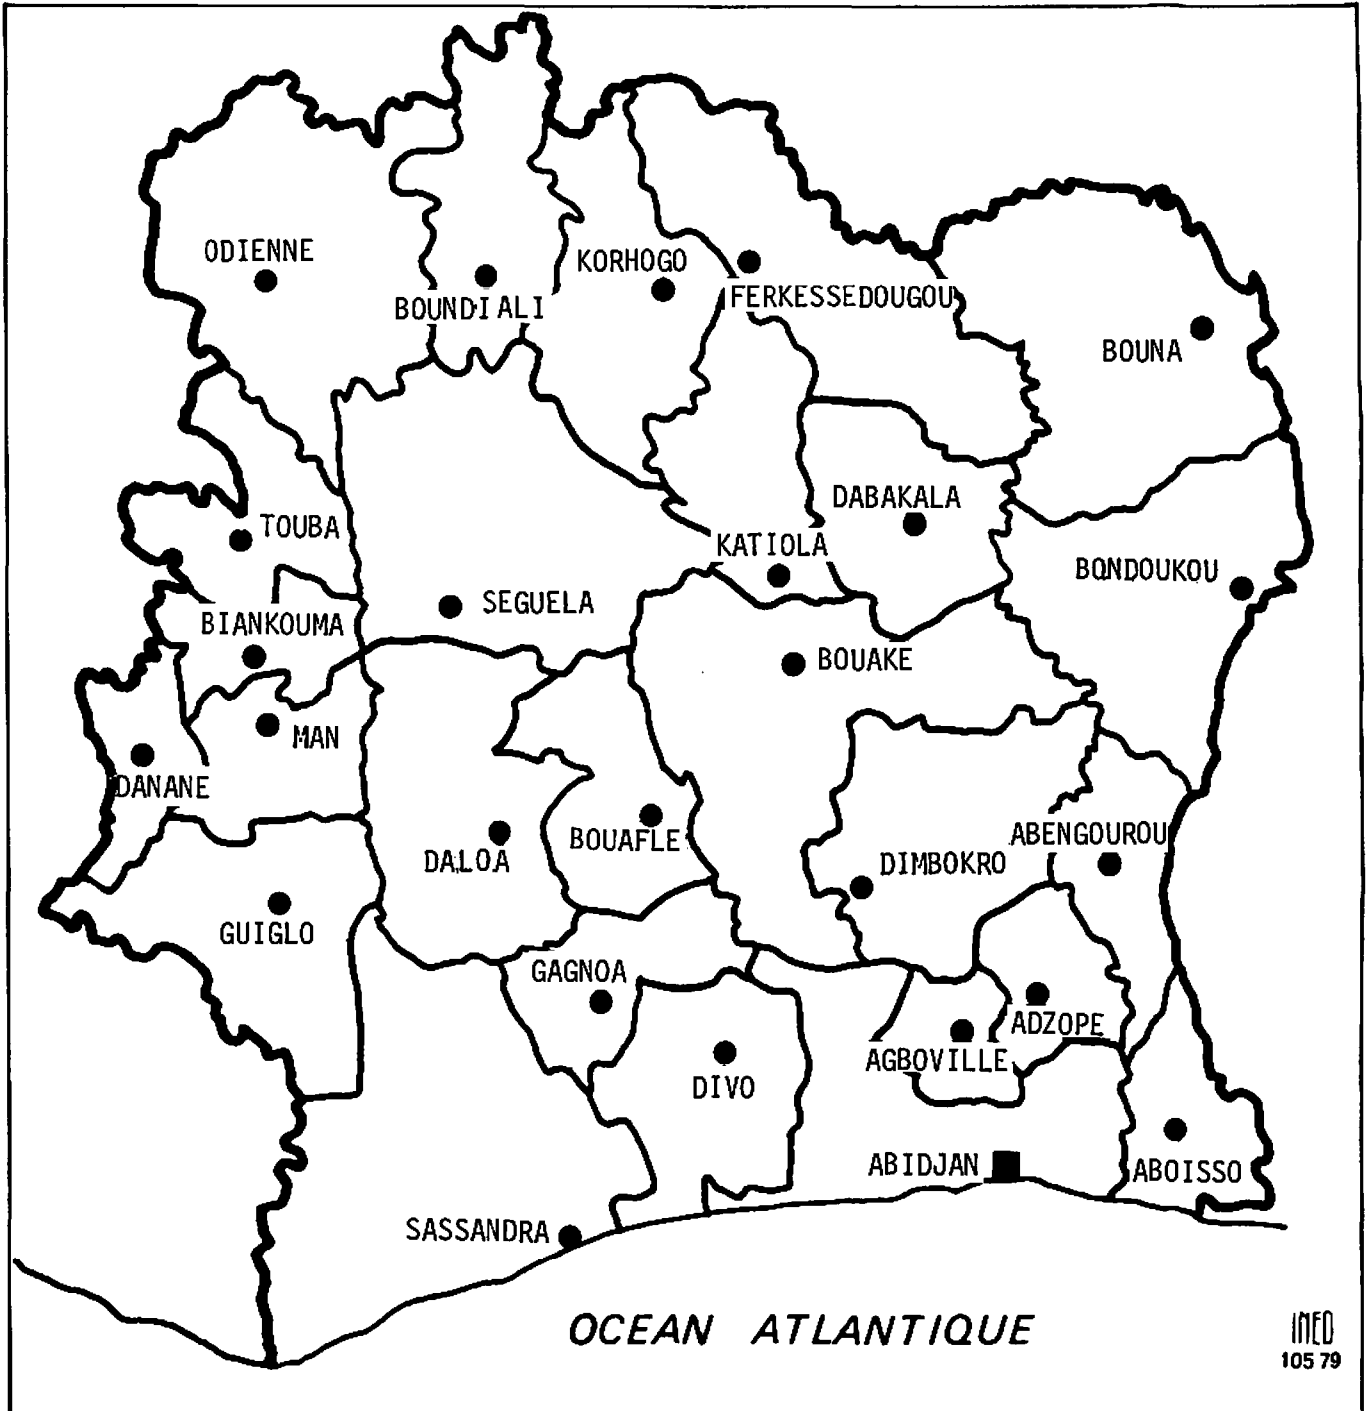 ODIENNE
KORHOGO
BOUNDIALI
FERKESSEDOUGOU
BOUNA
DABAKALA
TOUBA
KATIOLA
BONDOUKOU
SEGUELA
BIANKOUMA
BOUAKE
MAN
DANANE
ABENGOUROU
BOUAFLE
DALOA
DIMBOKRO
GUIGLO
GAGNOA
ADZOPE
AGBOVILLE
DIVO
ABIDJAN
ABOISSO
SASSANDRA
OCEAN ATLANTIQUE
INED
105 79